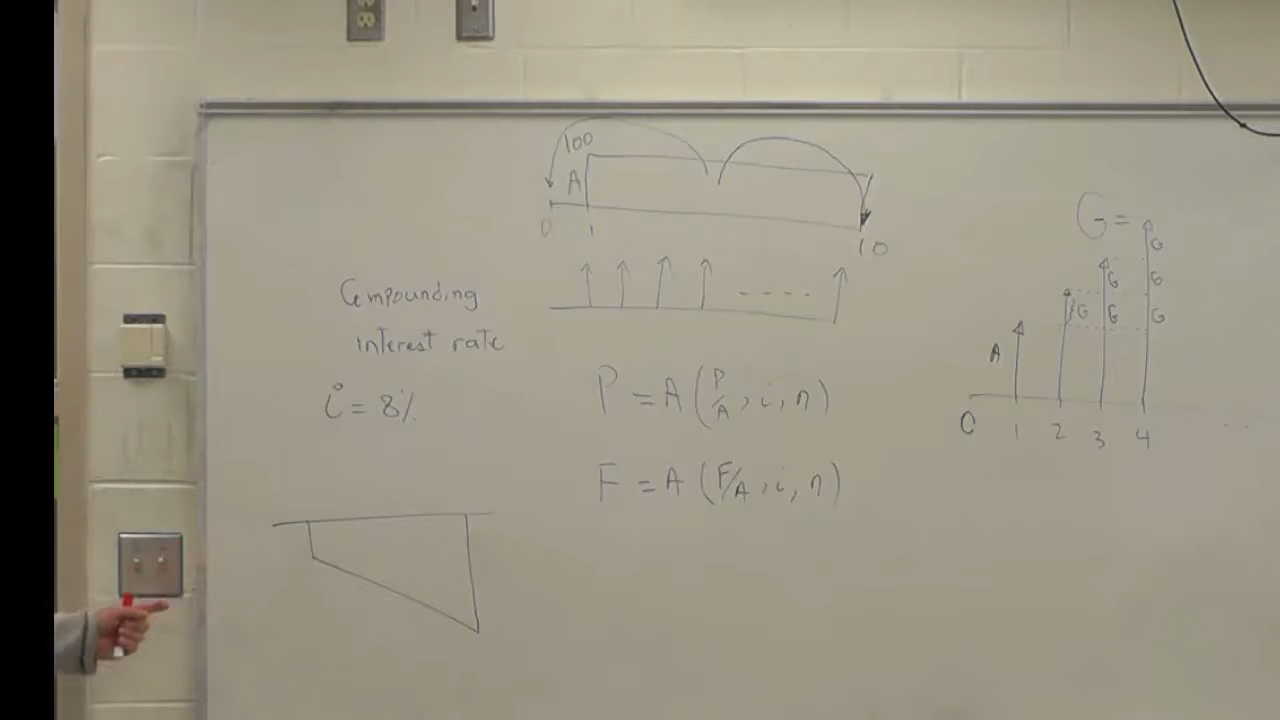 100
A
0 1 10
Compounding
interest rate
i = 8%
P = A (P/A, i, n)
F = A (F/A, i, n)
G =
G
G G
G G G
A
0 1 2 3 4